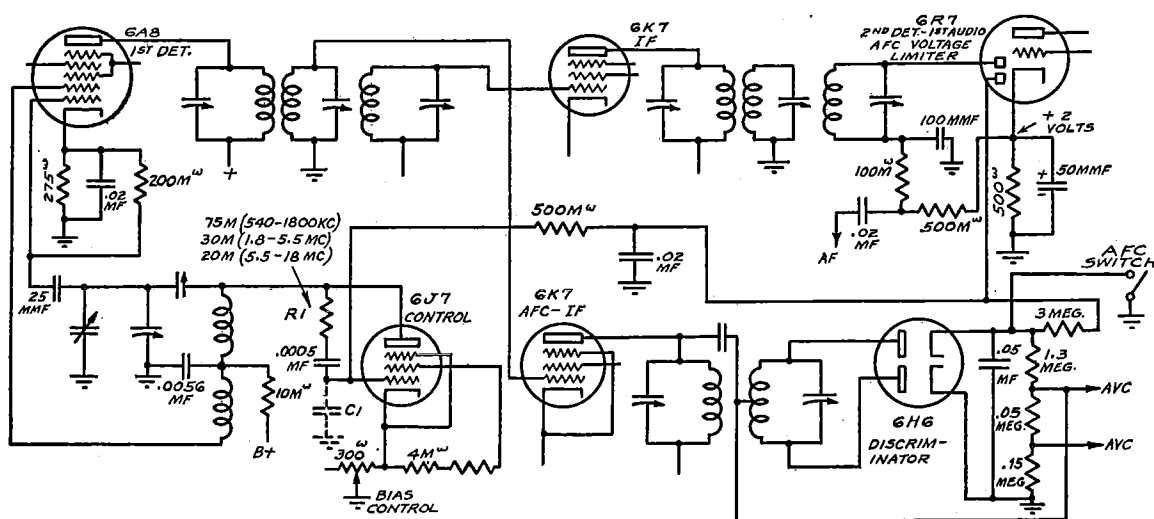 6A8
1ST DET.
6K7
IF
6R7
2ND DET.-1ST AUDIO
AFC VOLTAGE
LIMITER
+ 2
VOLTS
100MMF
50MMF
275ω
.02
MF
200Mω
100Mω
500ω
500Mω
.02
MF
AF
+
-
+
75M (540-1800KC)
30M (1.8-5.5 MC)
20M (5.5-18 MC)
500Mω
.02
MF
AFC
SWITCH
25
MMF
R1
6J7
CONTROL
6K7
AFC-IF
3 MEG.
.0005
MF
.0056
MF
10Mω
C1
B+
.05
MF
1.3
MEG.
AVC
.05
MEG
AVC
.15
MEG
6H6
DISCRIM-
INATOR
300ω
4Mω
BIAS
CONTROL